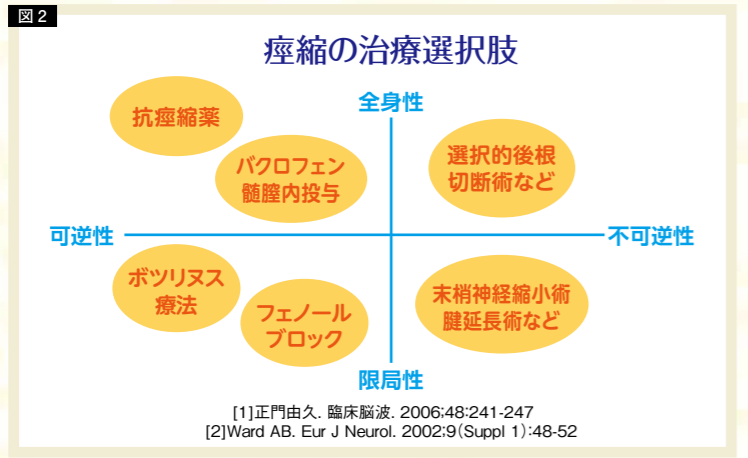 図2
痙縮の治療選択肢
全身性
抗痙縮薬
バクロフェン
髄腔内投与
選択的後根
切断術など
可逆性
不可逆性
ボツリヌス
療法
フェノール
ブロック
末梢神経縮小術
腱延長術など
限局性
[1]正門由久. 臨床脳波. 2006;48:241-247
[2]Ward AB. Eur J Neurol. 2002;9(Suppl 1):48-52